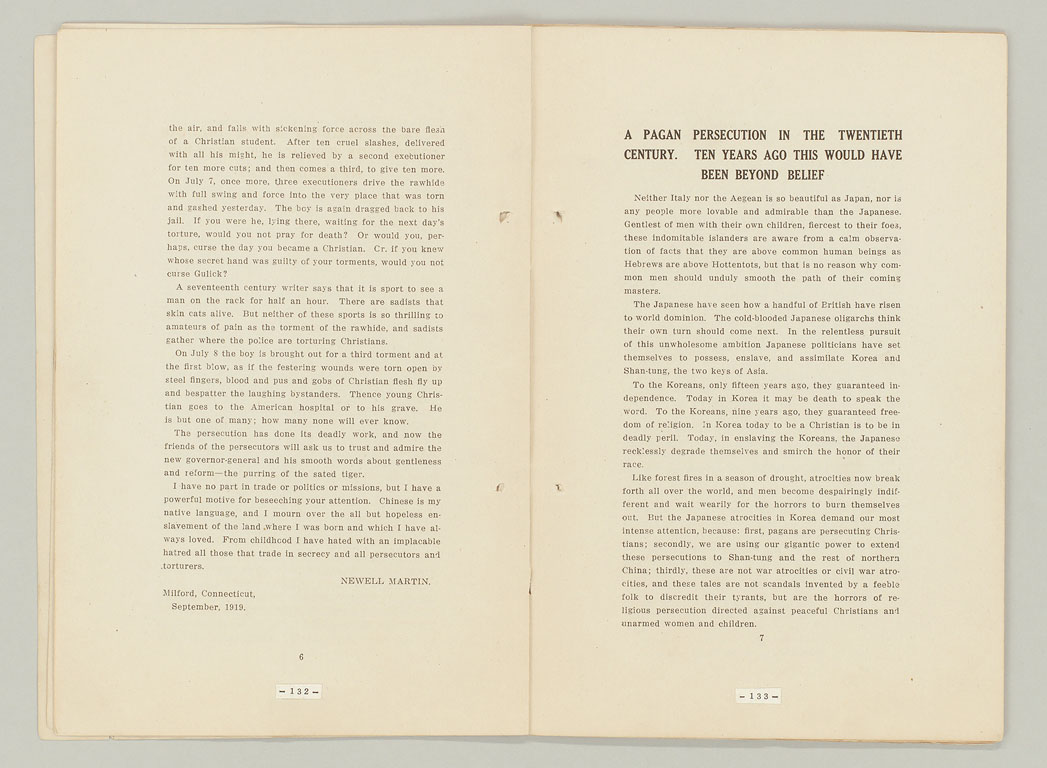 the air, and falls with sickening force across the bare flesh
of a Christian student. After ten cruel slashes, delivered
with all his might, he is relieved by a second executioner
for ten more cuts; and then comes a third, to give ten more.
On July 7, once more, three executioners drive the rawhide
with full swing and force into the very place that was torn
and gashed yesterday. The boy is again dragged back to his
jail. If you were he, lying there, waiting for the next day's
torture, would you not pray for death? Or would you, per-
haps, curse the day you became a Christian. Or, if you knew
whose secret hand was guilty of your torments, would you not
curse Gulick?
A seventeenth century writer says that it is sport to see a
man on the rack for half an hour. There are sadists that
skin cats alive. But neither of these sports is so thrilling to
amateurs of pain as the torment of the rawhide, and sadists
gather where the police are torturing Christians.
On July 8 the boy is brought out for a third torment and at
the first blow, as if the festering wounds were torn open by
steel fingers, blood and pus and gobs of Christian flesh fly up
and bespatter the laughing bystanders. Thence young Chris-
tian goes to the American hospital or to his grave. He
is but one of many; how many none will ever know.
The persecution has done its deadly work, and now the
friends of the persecutors will ask us to trust and admire the
new governor-general and his smooth words about gentleness
and reform—the purring of the sated tiger.
I have no part in trade or politics or missions, but I have a
powerful motive for beseeching your attention. Chinese is my
native language, and I mourn over the all but hopeless en-
slavement of the land where I was born and which I have al-
ways loved. From childhood I have hated with an implacable
hatred all those that trade in secrecy and all persecutors and
torturers.
NEWELL MARTIN.
Milford, Connecticut,
September, 1919.
6
- 132 -
A PAGAN PERSECUTION IN THE TWENTIETH
CENTURY. TEN YEARS AGO THIS WOULD HAVE
BEEN BEYOND BELIEF
Neither Italy nor the Aegean is so beautiful as Japan, nor is
any people more lovable and admirable than the Japanese.
Gentlest of men with their own children, fiercest to their foes,
these indomitable islanders are aware from a calm observa-
tion of facts that they are above common human beings as
Hebrews are above Hottentots, but that is no reason why com-
mon men should unduly smooth the path of their coming
masters.
The Japanese have seen how a handful of British have risen
to world dominion. The cold-blooded Japanese oligarchs think
their own turn should come next. In the relentless pursuit
of this unwholesome ambition Japanese politicians have set
themselves to possess, enslave, and assimilate Korea and
Shan-tung, the two keys of Asia.
To the Koreans, only fifteen years ago, they guaranteed in-
dependence. Today in Korea it may be death to speak the
word. To the Koreans, nine years ago, they guaranteed free-
dom of religion. In Korea today to be a Christian is to be in
deadly peril. Today, in enslaving the Koreans, the Japanese
recklessly degrade themselves and smirch the honor of their
race.
Like forest fires in a season of drought, atrocities now break
forth all over the world, and men become despairingly indif-
ferent and wait wearily for the horrors to burn themselves
out. But the Japanese atrocities in Korea demand our most
intense attention, because: first, pagans are persecuting Chris-
tians; secondly, we are using our gigantic power to extend
these persecutions to Shan-tung and the rest of northern
China; thirdly, these are not war atrocities or civil war atro-
cities, and these tales are not scandals invented by a feeble
folk to discredit their tyrants, but are the horrors of re-
ligious persecution directed against peaceful Christians and
unarmed women and children.
7
- 133 -